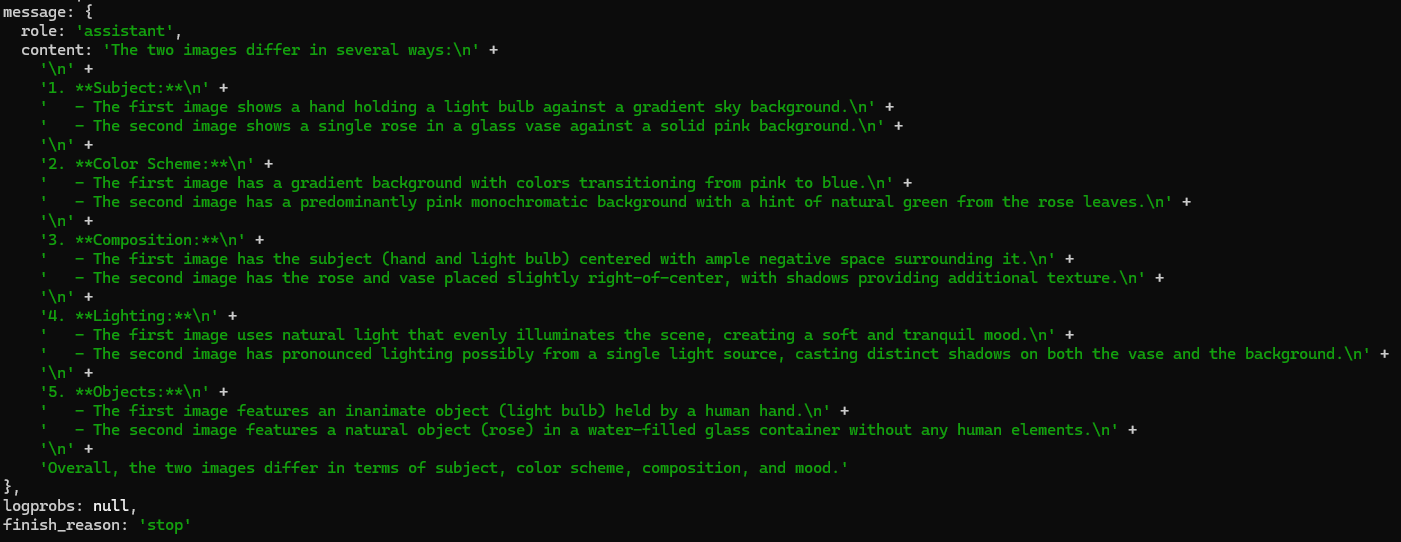 message: {
  role: 'assistant',
  content: 'The two images differ in several ways:\n' +
    '\n' +
    '1. **Subject:**\n' +
    '   - The first image shows a hand holding a light bulb against a gradient sky background.\n' +
    '   - The second image shows a single rose in a glass vase against a solid pink background.\n' +
    '\n' +
    '2. **Color Scheme:**\n' +
    '   - The first image has a gradient background with colors transitioning from pink to blue.\n' +
    '   - The second image has a predominantly pink monochromatic background with a hint of natural green from the rose leaves.\n' +
    '\n' +
    '3. **Composition:**\n' +
    '   - The first image has the subject (hand and light bulb) centered with ample negative space surrounding it.\n' +
    '   - The second image has the rose and vase placed slightly right-of-center, with shadows providing additional texture.\n' +
    '\n' +
    '4. **Lighting:**\n' +
    '   - The first image uses natural light that evenly illuminates the scene, creating a soft and tranquil mood.\n' +
    '   - The second image has pronounced lighting possibly from a single light source, casting distinct shadows on both the vase and the background.\n' +
    '\n' +
    '5. **Objects:**\n' +
    '   - The first image features an inanimate object (light bulb) held by a human hand.\n' +
    '   - The second image features a natural object (rose) in a water-filled glass container without any human elements.\n' +
    '\n' +
    'Overall, the two images differ in terms of subject, color scheme, composition, and mood.'
},
logprobs: null,
finish_reason: 'stop'